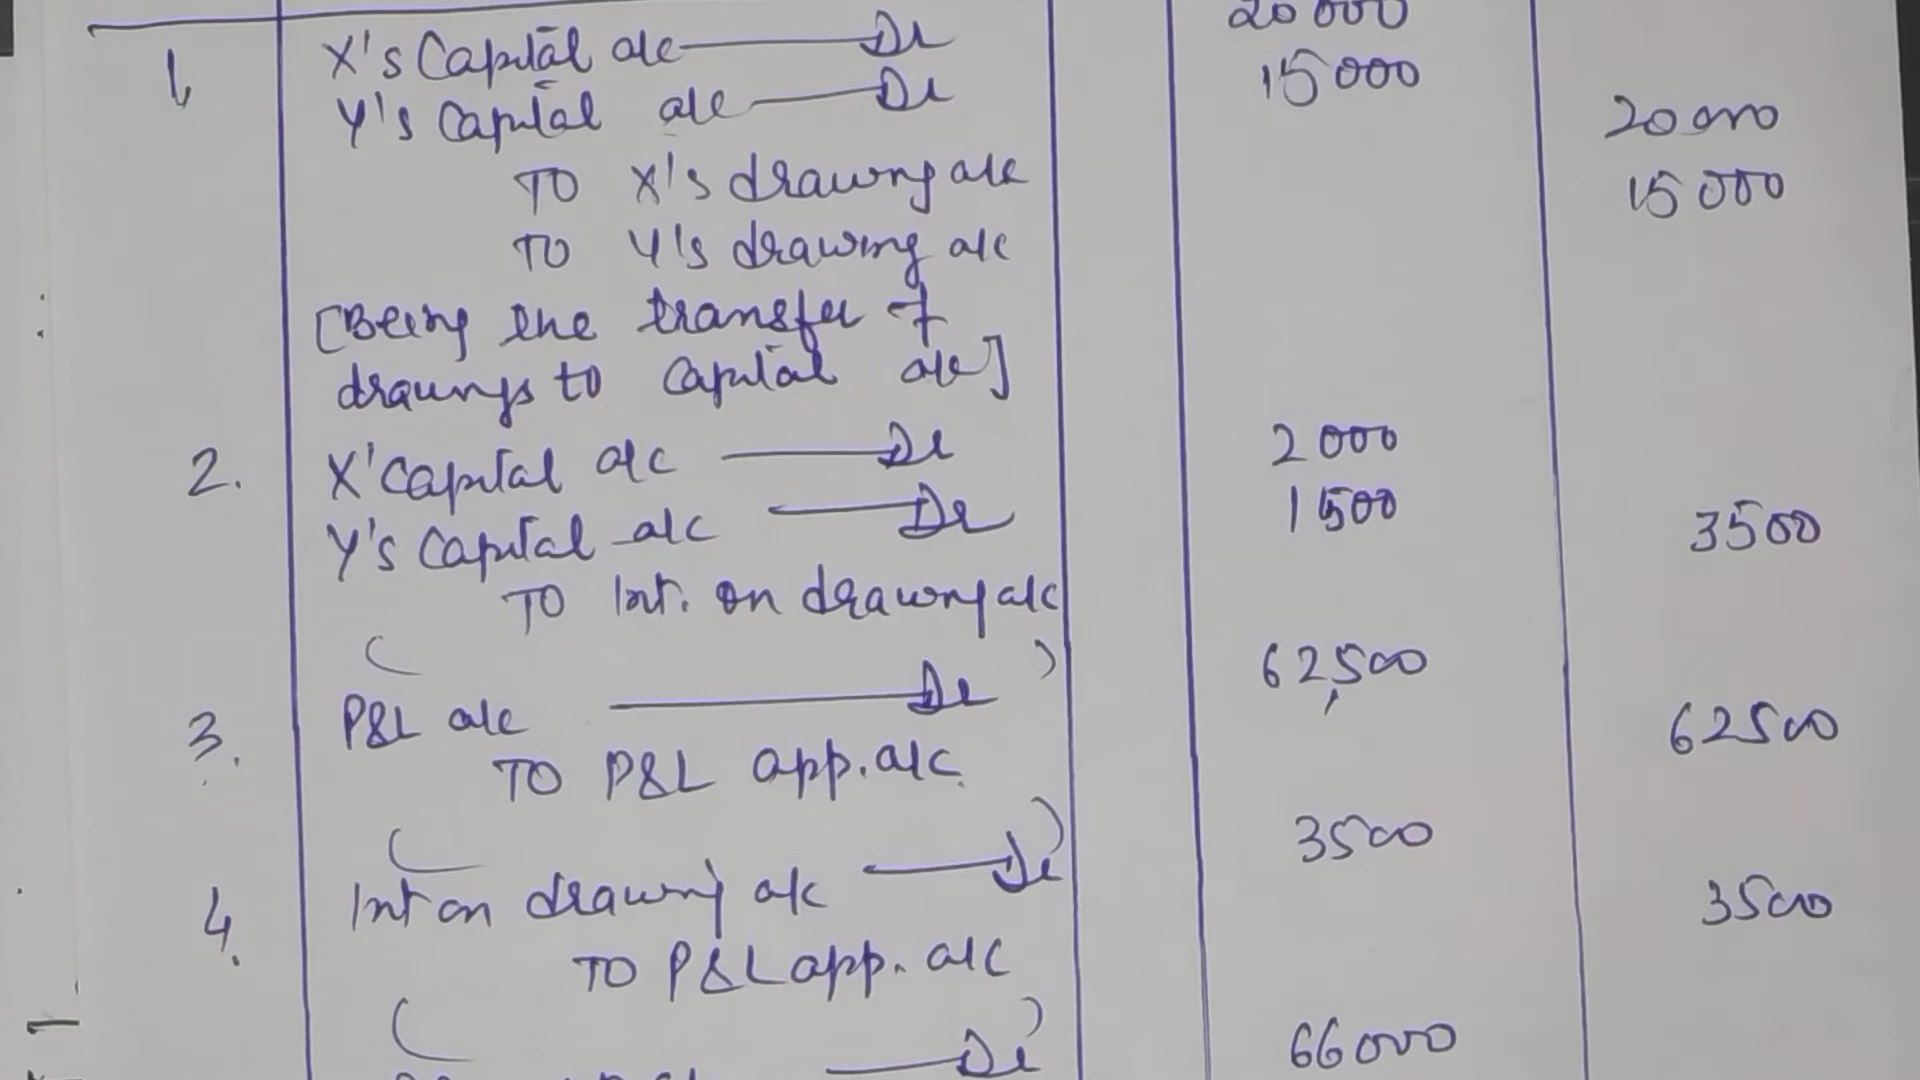 20000
1. X's Capital a/c Dr 15000
Y's Capital a/c Dr 20000
TO X's drawing a/c 15000
TO Y's drawing a/c
[Being the transfer of
drawings to Capital a/c]
2. X'Capital a/c Dr 2000
Y's Capital a/c Dr 1500 3500
TO Int. on drawing a/c
( ) 62,500
3. P&L a/c Dr 62500
TO P&L app. a/c.
( ) 3500
4. Int on drawing a/c Dr 3500
TO P&L app. a/c
( )
Dr 66000